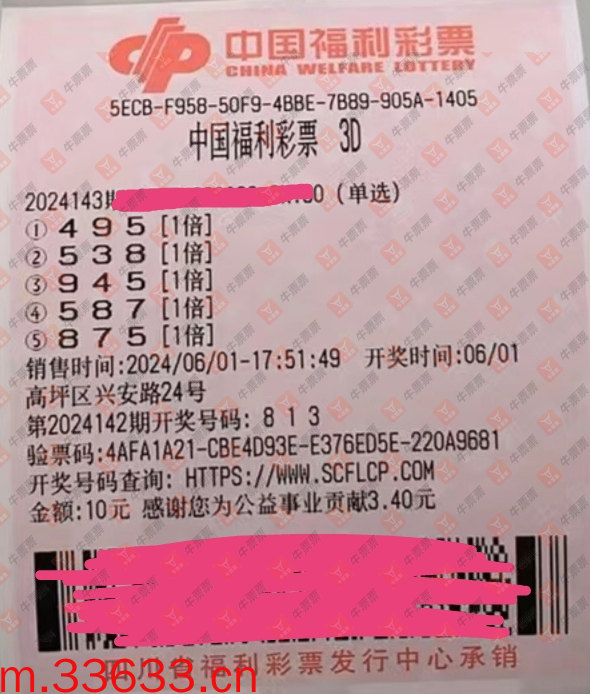 中国福利彩票
CHINA WELFARE LOTTERY
5ECB-F958-50F9-4BBE-7B89-905A-1405
中国福利彩票 3D
2024143期 (单选)
① 4 9 5 [1倍]
② 5 3 8 [1倍]
③ 9 4 5 [1倍]
④ 5 8 7 [1倍]
⑤ 8 7 5 [1倍]
销售时间:2024/06/01-17:51:49 开奖时间:06/01
高坪区兴安路24号
第2024142期开奖号码: 8 1 3
验票码:4AFA1A21-CBE4D93E-E376ED5E-220A9681
开奖号码查询: HTTPS://WWW.SCFLCP.COM
金额:10元 感谢您为公益事业贡献3.40元
四川省福利彩票发行中心承销
m.33633.cn
牛票票